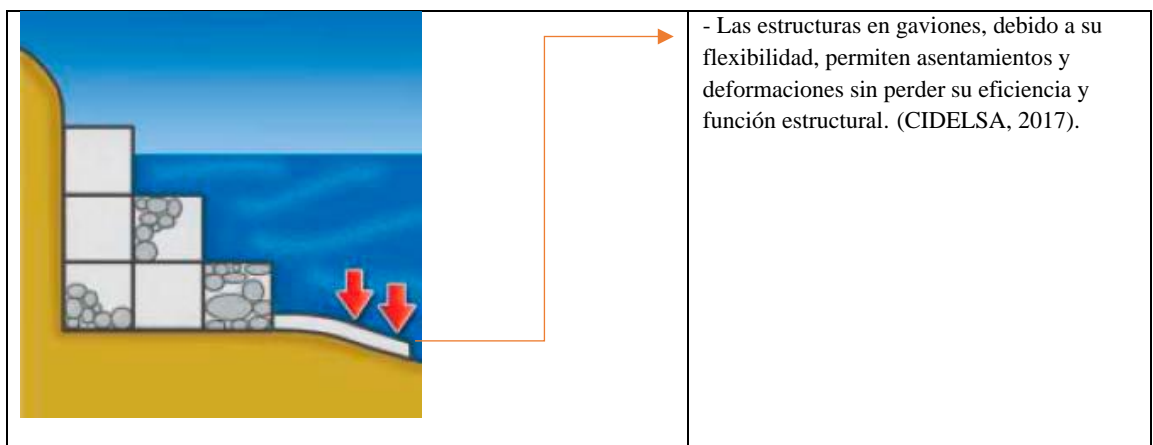 - Las estructuras en gaviones, debido a su
flexibilidad, permiten asentamientos y
deformaciones sin perder su eficiencia y
función estructural. (CIDELSA, 2017).